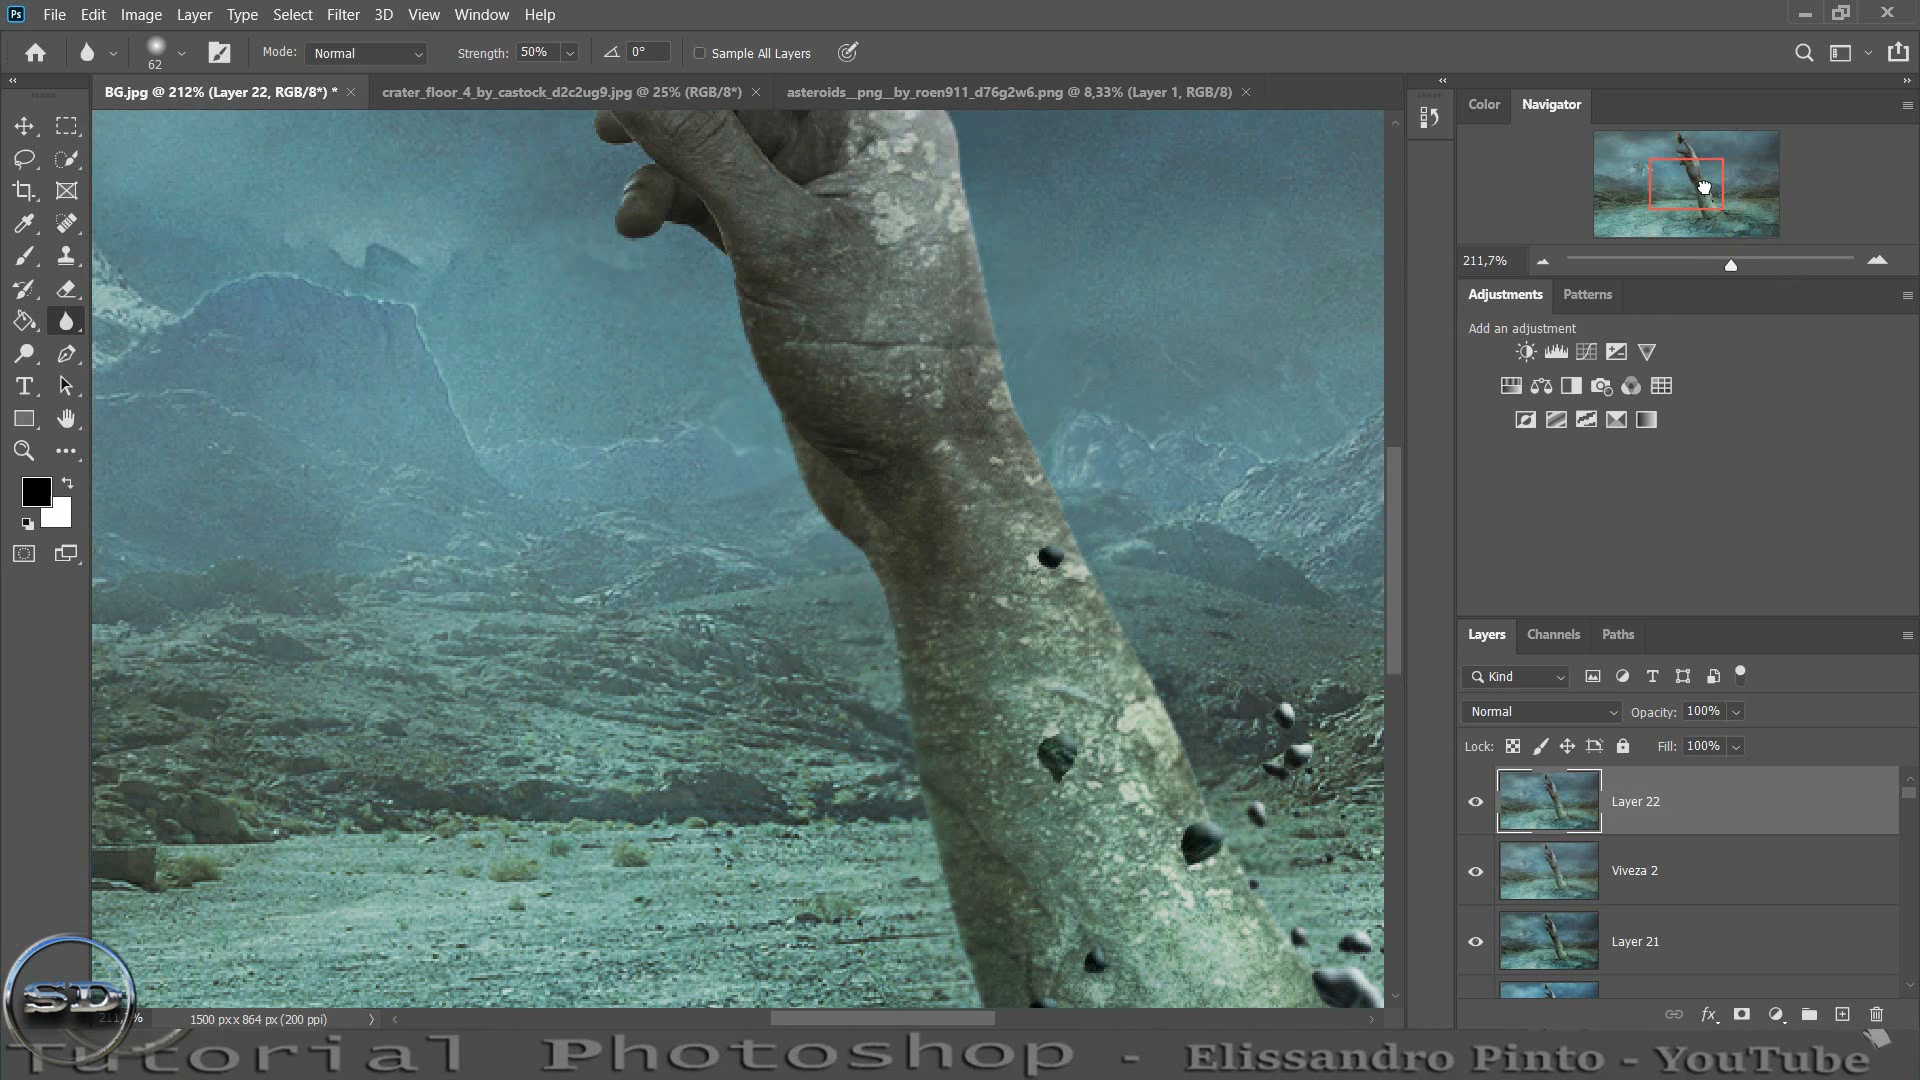 Ps File Edit Image Layer Type Select Filter 3D View Window Help
62 Mode: Normal Strength: 50% 0° Sample All Layers
BG.jpg @ 212% (Layer 22, RGB/8*) * crater_floor_4_by_castock_d2c2ug9.jpg @ 25% (RGB/8*) asteroids__png__by_roen911_d76g2w6.png @ 8,33% (Layer 1, RGB/8)
Color Navigator
211,7%
Adjustments Patterns
Add an adjustment
Layers Channels Paths
Kind
Normal Opacity: 100%
Lock: Fill: 100%
Layer 22
Viveza 2
Layer 21
SD
1500 px x 864 px (200 ppi)
Tutorial Photoshop - Elissandro Pinto - YouTube